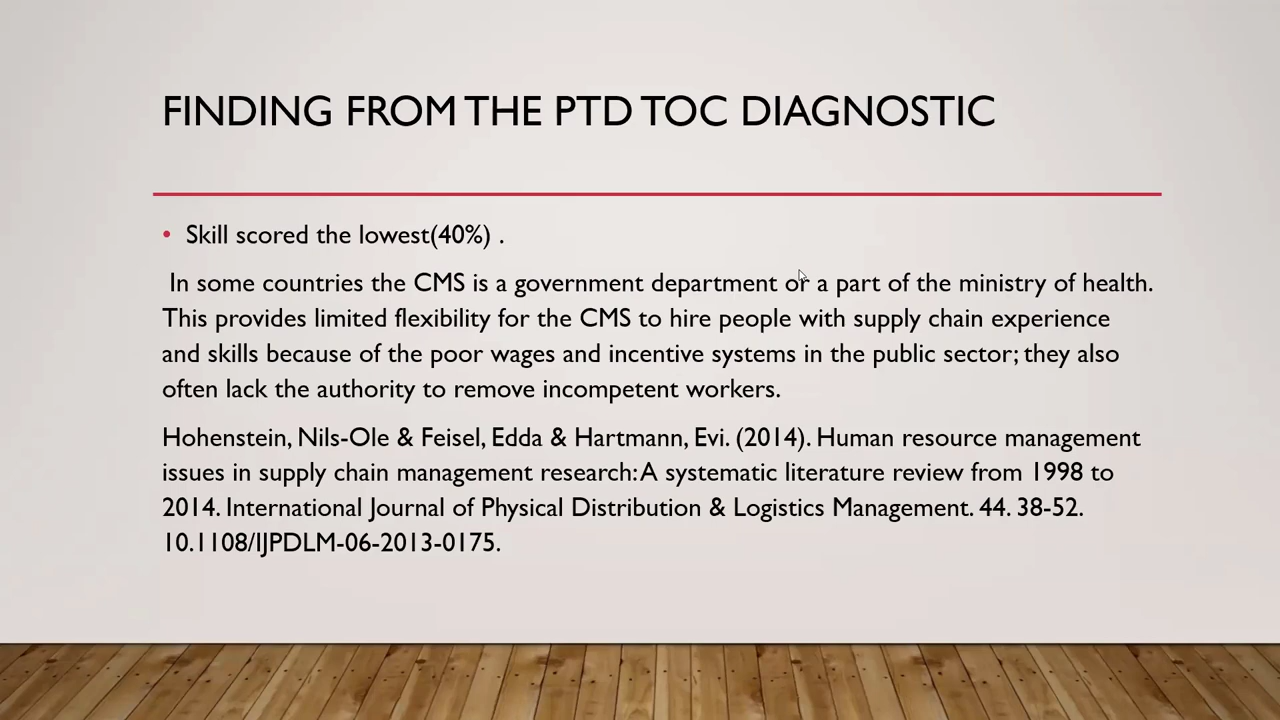 FINDING FROM THE PTD TOC DIAGNOSTIC
• Skill scored the lowest(40%) .
In some countries the CMS is a government department or a part of the ministry of health.
This provides limited flexibility for the CMS to hire people with supply chain experience
and skills because of the poor wages and incentive systems in the public sector; they also
often lack the authority to remove incompetent workers.
Hohenstein, Nils-Ole & Feisel, Edda & Hartmann, Evi. (2014). Human resource management
issues in supply chain management research: A systematic literature review from 1998 to
2014. International Journal of Physical Distribution & Logistics Management. 44. 38-52.
10.1108/IJPDLM-06-2013-0175.